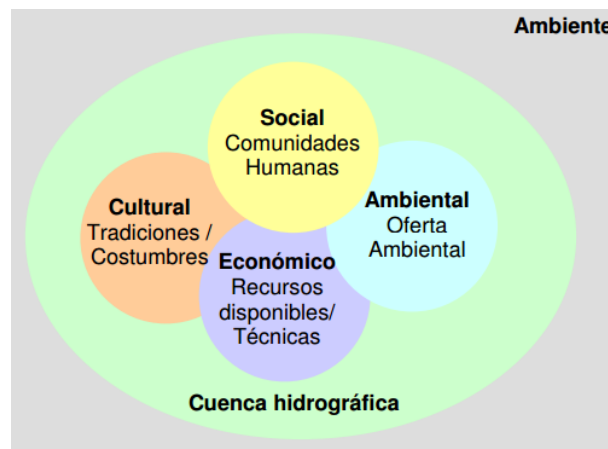 Ambiente
Social
Comunidades
Humanas
Cultural
Tradiciones /
Costumbres
Ambiental
Oferta
Ambiental
Económico
Recursos
disponibles/
Técnicas
Cuenca hidrográfica